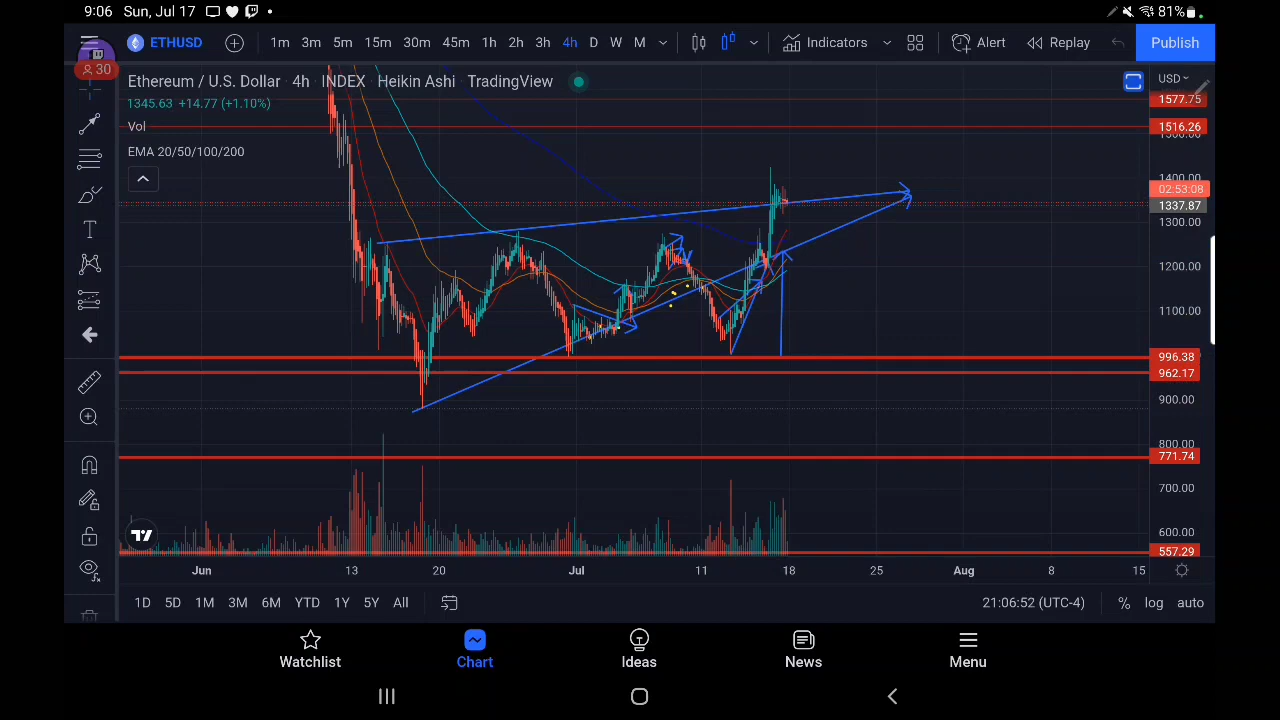 9:06 Sun, Jul 17 81%
ETHUSD 1m 3m 5m 15m 30m 45m 1h 2h 3h 4h D W M Indicators Alert Replay Publish
30
Ethereum / U.S. Dollar 4h INDEX Heikin Ashi TradingView
USD
1345.63 +14.77 (+1.10%)
1577.75
Vol
1516.26
1500.00
EMA 20/50/100/200
1400.00
02:53:08
1337.87
1300.00
1200.00
1100.00
996.38
962.17
900.00
800.00
771.74
700.00
600.00
557.29
Jun 13 20 Jul 11 18 25 Aug 8 15
1D 5D 1M 3M 6M YTD 1Y 5Y All 21:06:52 (UTC-4) % log auto
Watchlist Chart Ideas News Menu